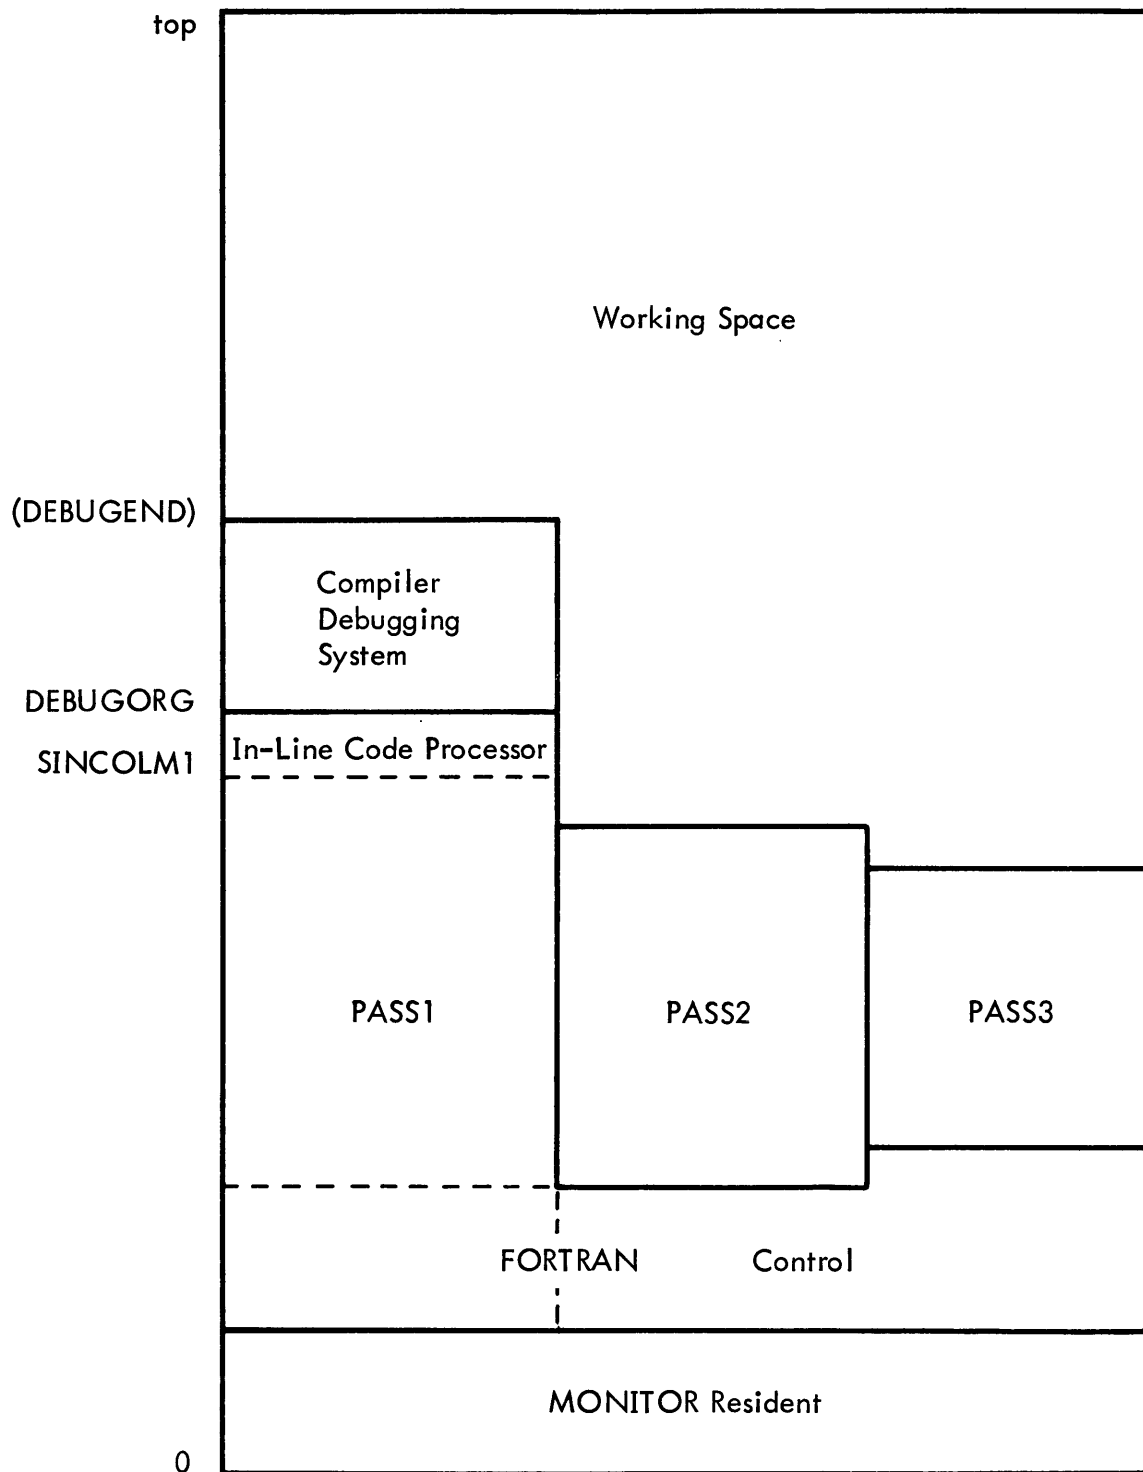 top
Working Space
(DEBUGEND)
Compiler
Debugging
System
DEBUGORG
In-Line Code Processor
SINCOLM1
PASS1
PASS2
PASS3
FORTRAN Control
MONITOR Resident
0